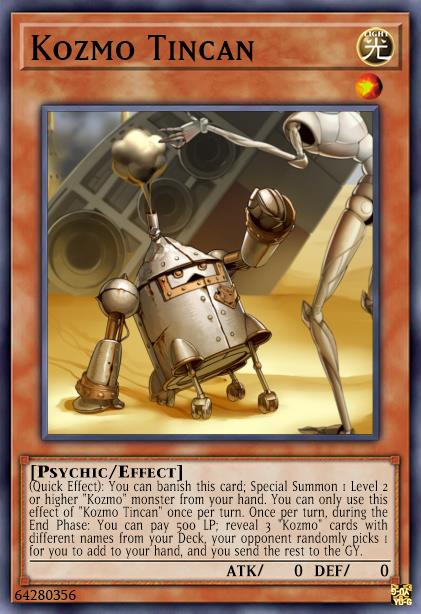 Kozmo Tincan
LIGHT
光
[Psychic/Effect]
(Quick Effect): You can banish this card; Special Summon 1 Level 2
or higher "Kozmo" monster from your hand. You can only use this
effect of "Kozmo Tincan" once per turn. Once per turn, during the
End Phase: You can pay 500 LP; reveal 3 "Kozmo" cards with
different names from your Deck, your opponent randomly picks 1
for you to add to your hand, and you send the rest to the GY.
ATK/ 0 DEF/ 0
64280356